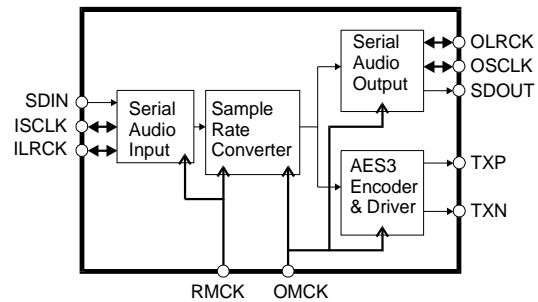 SDIN
ISCLK
ILRCK
Serial
Audio
Input
Sample
Rate
Converter
Serial
Audio
Output
AES3
Encoder
& Driver
OLRCK
OSCLK
SDOUT
TXP
TXN
RMCK
OMCK